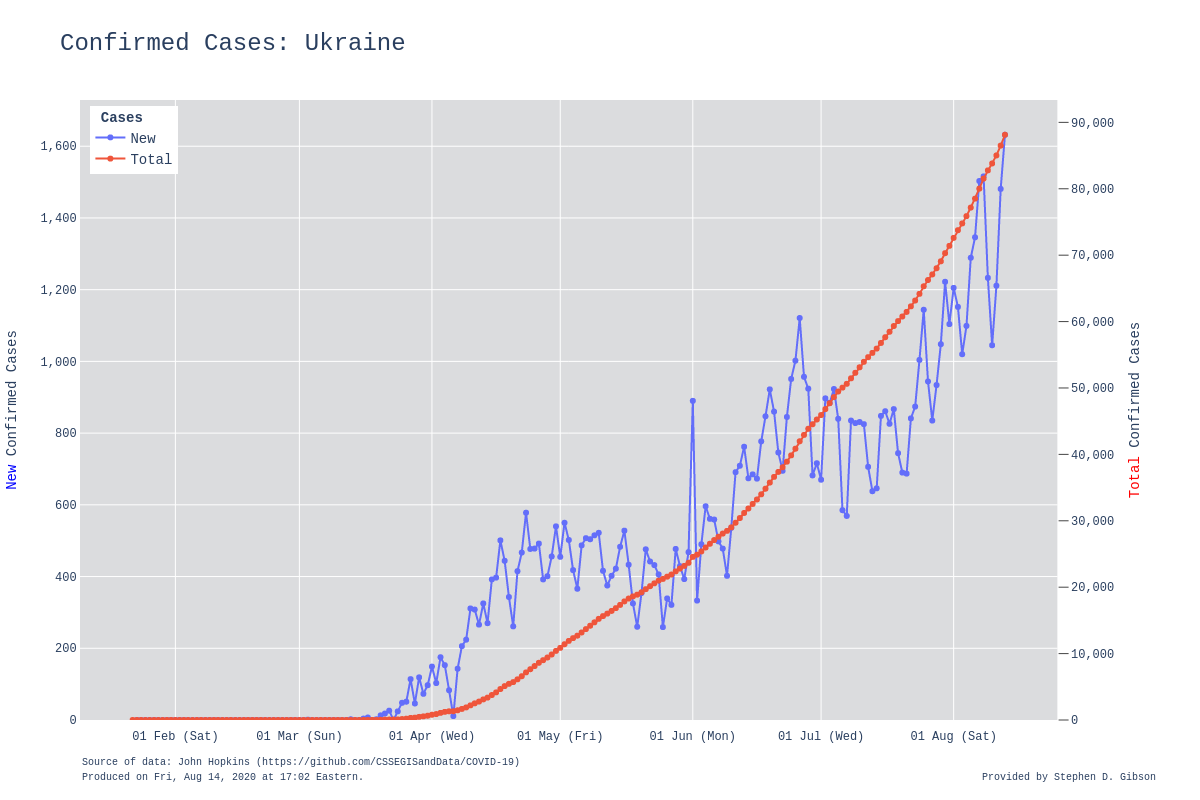 Confirmed Cases: Ukraine
Cases
New
Total
1,600
1,400
1,200
1,000
800
600
400
200
0
90,000
80,000
70,000
60,000
50,000
40,000
30,000
20,000
10,000
0
New Confirmed Cases
Total Confirmed Cases
01 Feb (Sat) 01 Mar (Sun) 01 Apr (Wed) 01 May (Fri) 01 Jun (Mon) 01 Jul (Wed) 01 Aug (Sat)
Source of data: John Hopkins (https://github.com/CSSEGISandData/COVID-19)
Produced on Fri, Aug 14, 2020 at 17:02 Eastern.
Provided by Stephen D. Gibson